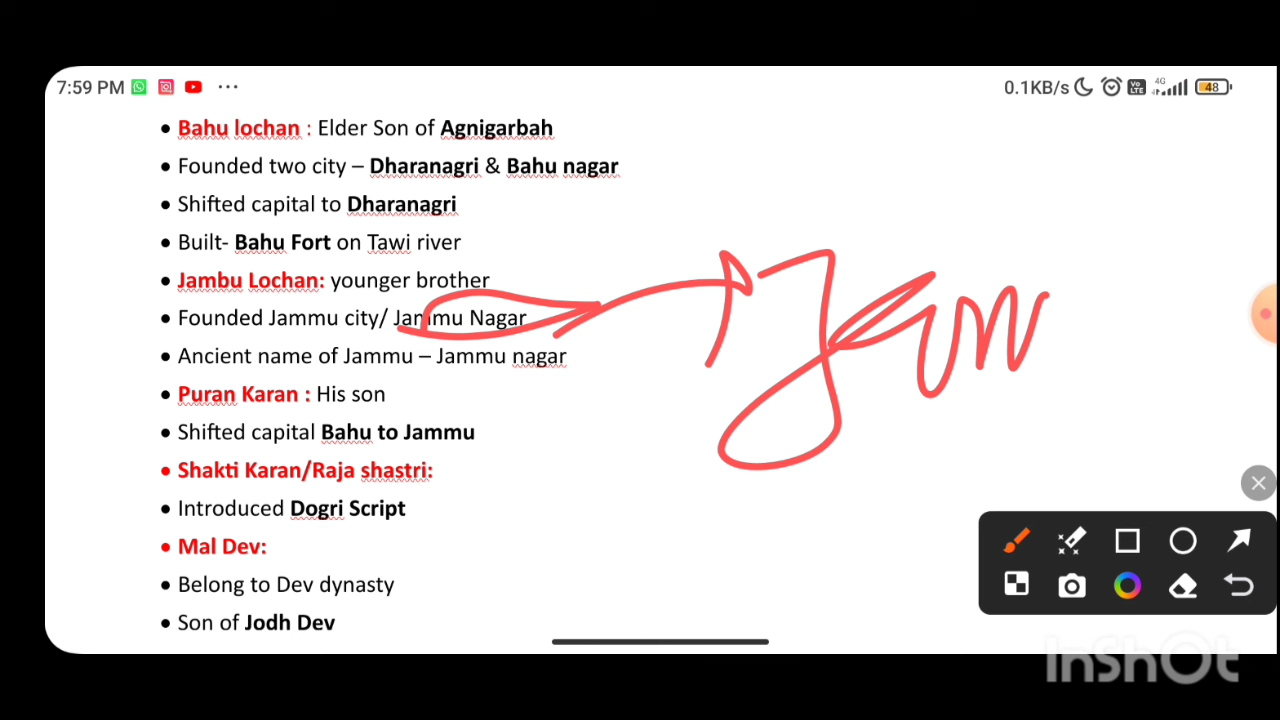 7:59 PM ... 0.1KB/s Vo LTE 4G 48
• Bahu lochan : Elder Son of Agnigarbah
• Founded two city – Dharanagri & Bahu nagar
• Shifted capital to Dharanagri
• Built- Bahu Fort on Tawi river
• Jambu Lochan: younger brother
• Founded Jammu city/ Jammu Nagar
• Ancient name of Jammu – Jammu nagar
• Puran Karan : His son
• Shifted capital Bahu to Jammu
• Shakti Karan/Raja shastri:
• Introduced Dogri Script
• Mal Dev:
• Belong to Dev dynasty
• Son of Jodh Dev
InShOt